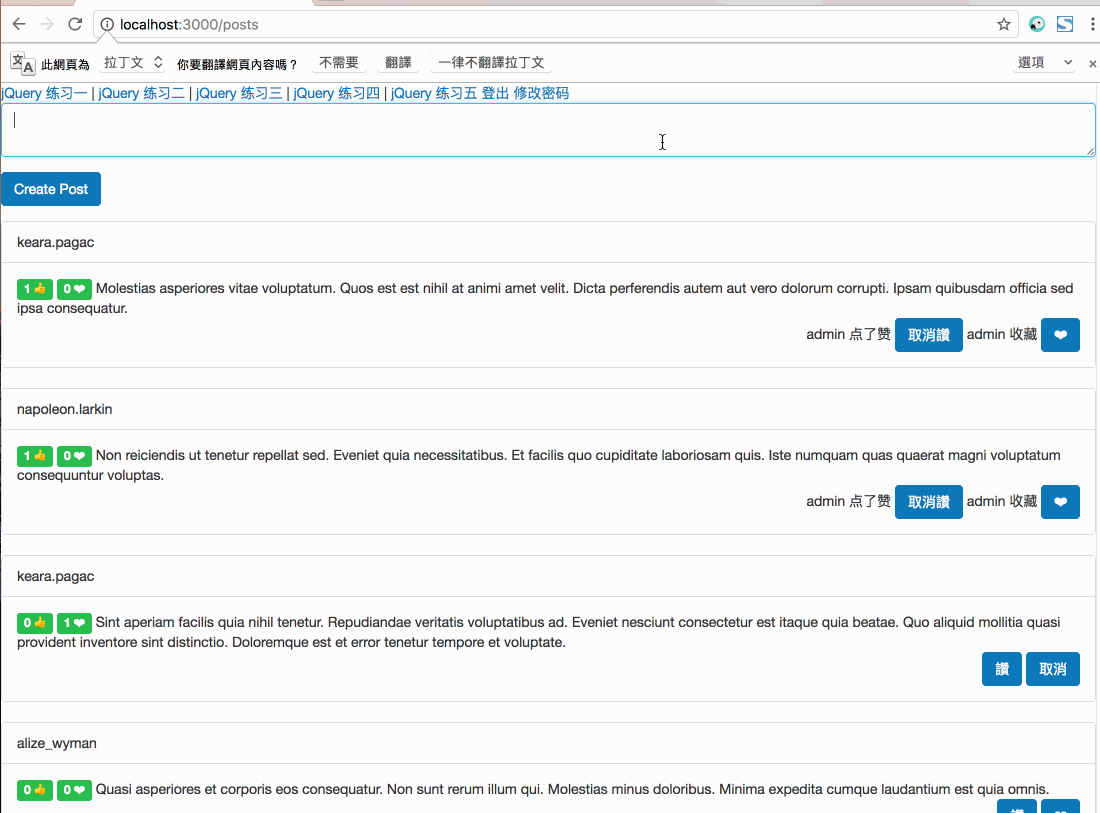 localhost:3000/posts
此網頁為 拉丁文 你要翻譯網頁內容嗎？ 不需要 翻譯 一律不翻譯拉丁文 選項
jQuery 练习一 | jQuery 练习二 | jQuery 练习三 | jQuery 练习四 | jQuery 练习五 登出 修改密码
Create Post
keara.pagac
1👍 0❤ Molestias asperiores vitae voluptatum. Quos est est nihil at animi amet velit. Dicta perferendis autem aut vero dolorum corrupti. Ipsam quibusdam officia sed
ipsa consequatur.
admin 点了赞 取消讚 admin 收藏 ❤
napoleon.larkin
1👍 0❤ Non reiciendis ut tenetur repellat sed. Eveniet quia necessitatibus. Et facilis quo cupiditate laboriosam quis. Iste numquam quas quaerat magni voluptatum
consequuntur voluptas.
admin 点了赞 取消讚 admin 收藏 ❤
keara.pagac
0👍 1❤ Sint aperiam facilis quia nihil tenetur. Repudiandae veritatis voluptatibus ad. Eveniet nesciunt consectetur est itaque quia beatae. Quo aliquid mollitia quasi
provident inventore sint distinctio. Doloremque est et error tenetur tempore et voluptate.
讚 取消
alize_wyman
0👍 0❤ Quasi asperiores et corporis eos consequatur. Non sunt rerum illum qui. Molestias minus doloribus. Minima expedita cumque laudantium est quia omnis.